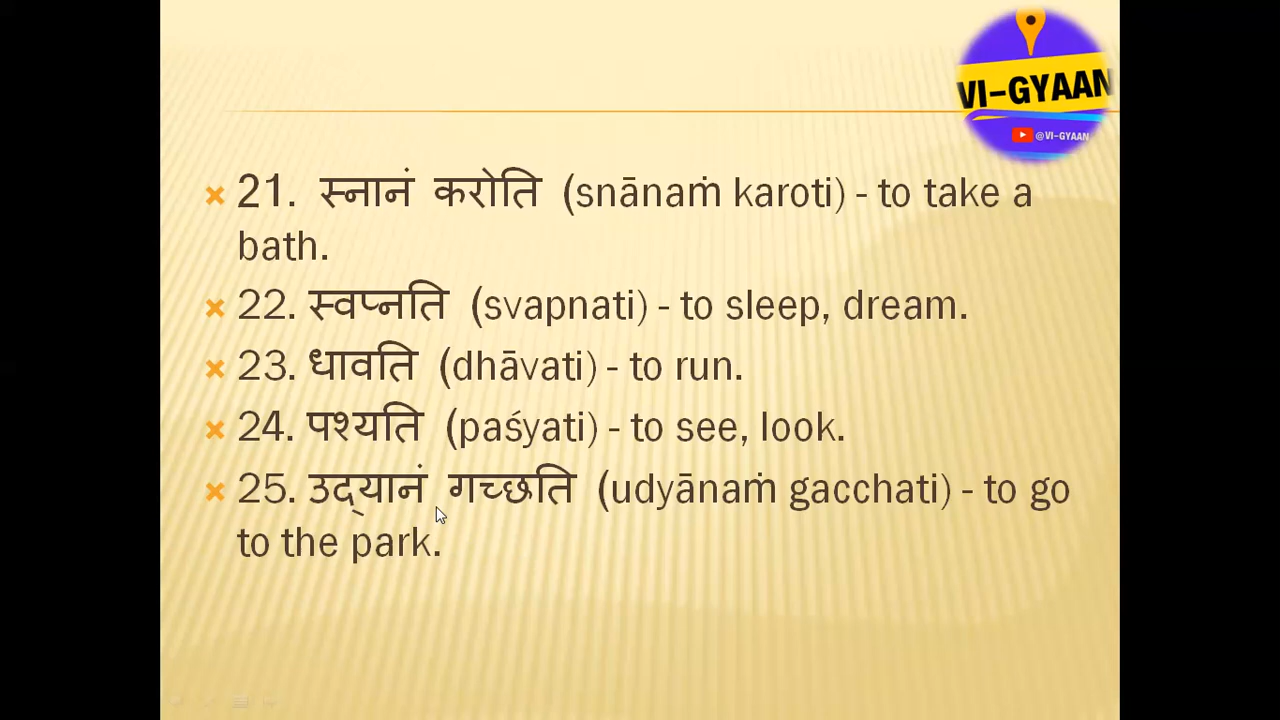 VI-GYAAN
@VI-GYAAN
21. स्नानं करोति (snānaṁ karoti) - to take a
bath.
22. स्वप्नति (svapnati) - to sleep, dream.
23. धावति (dhāvati) - to run.
24. पश्यति (paśyati) - to see, look.
25. उद्‌यानं गच्छति (udyānaṁ gacchati) - to go
to the park.